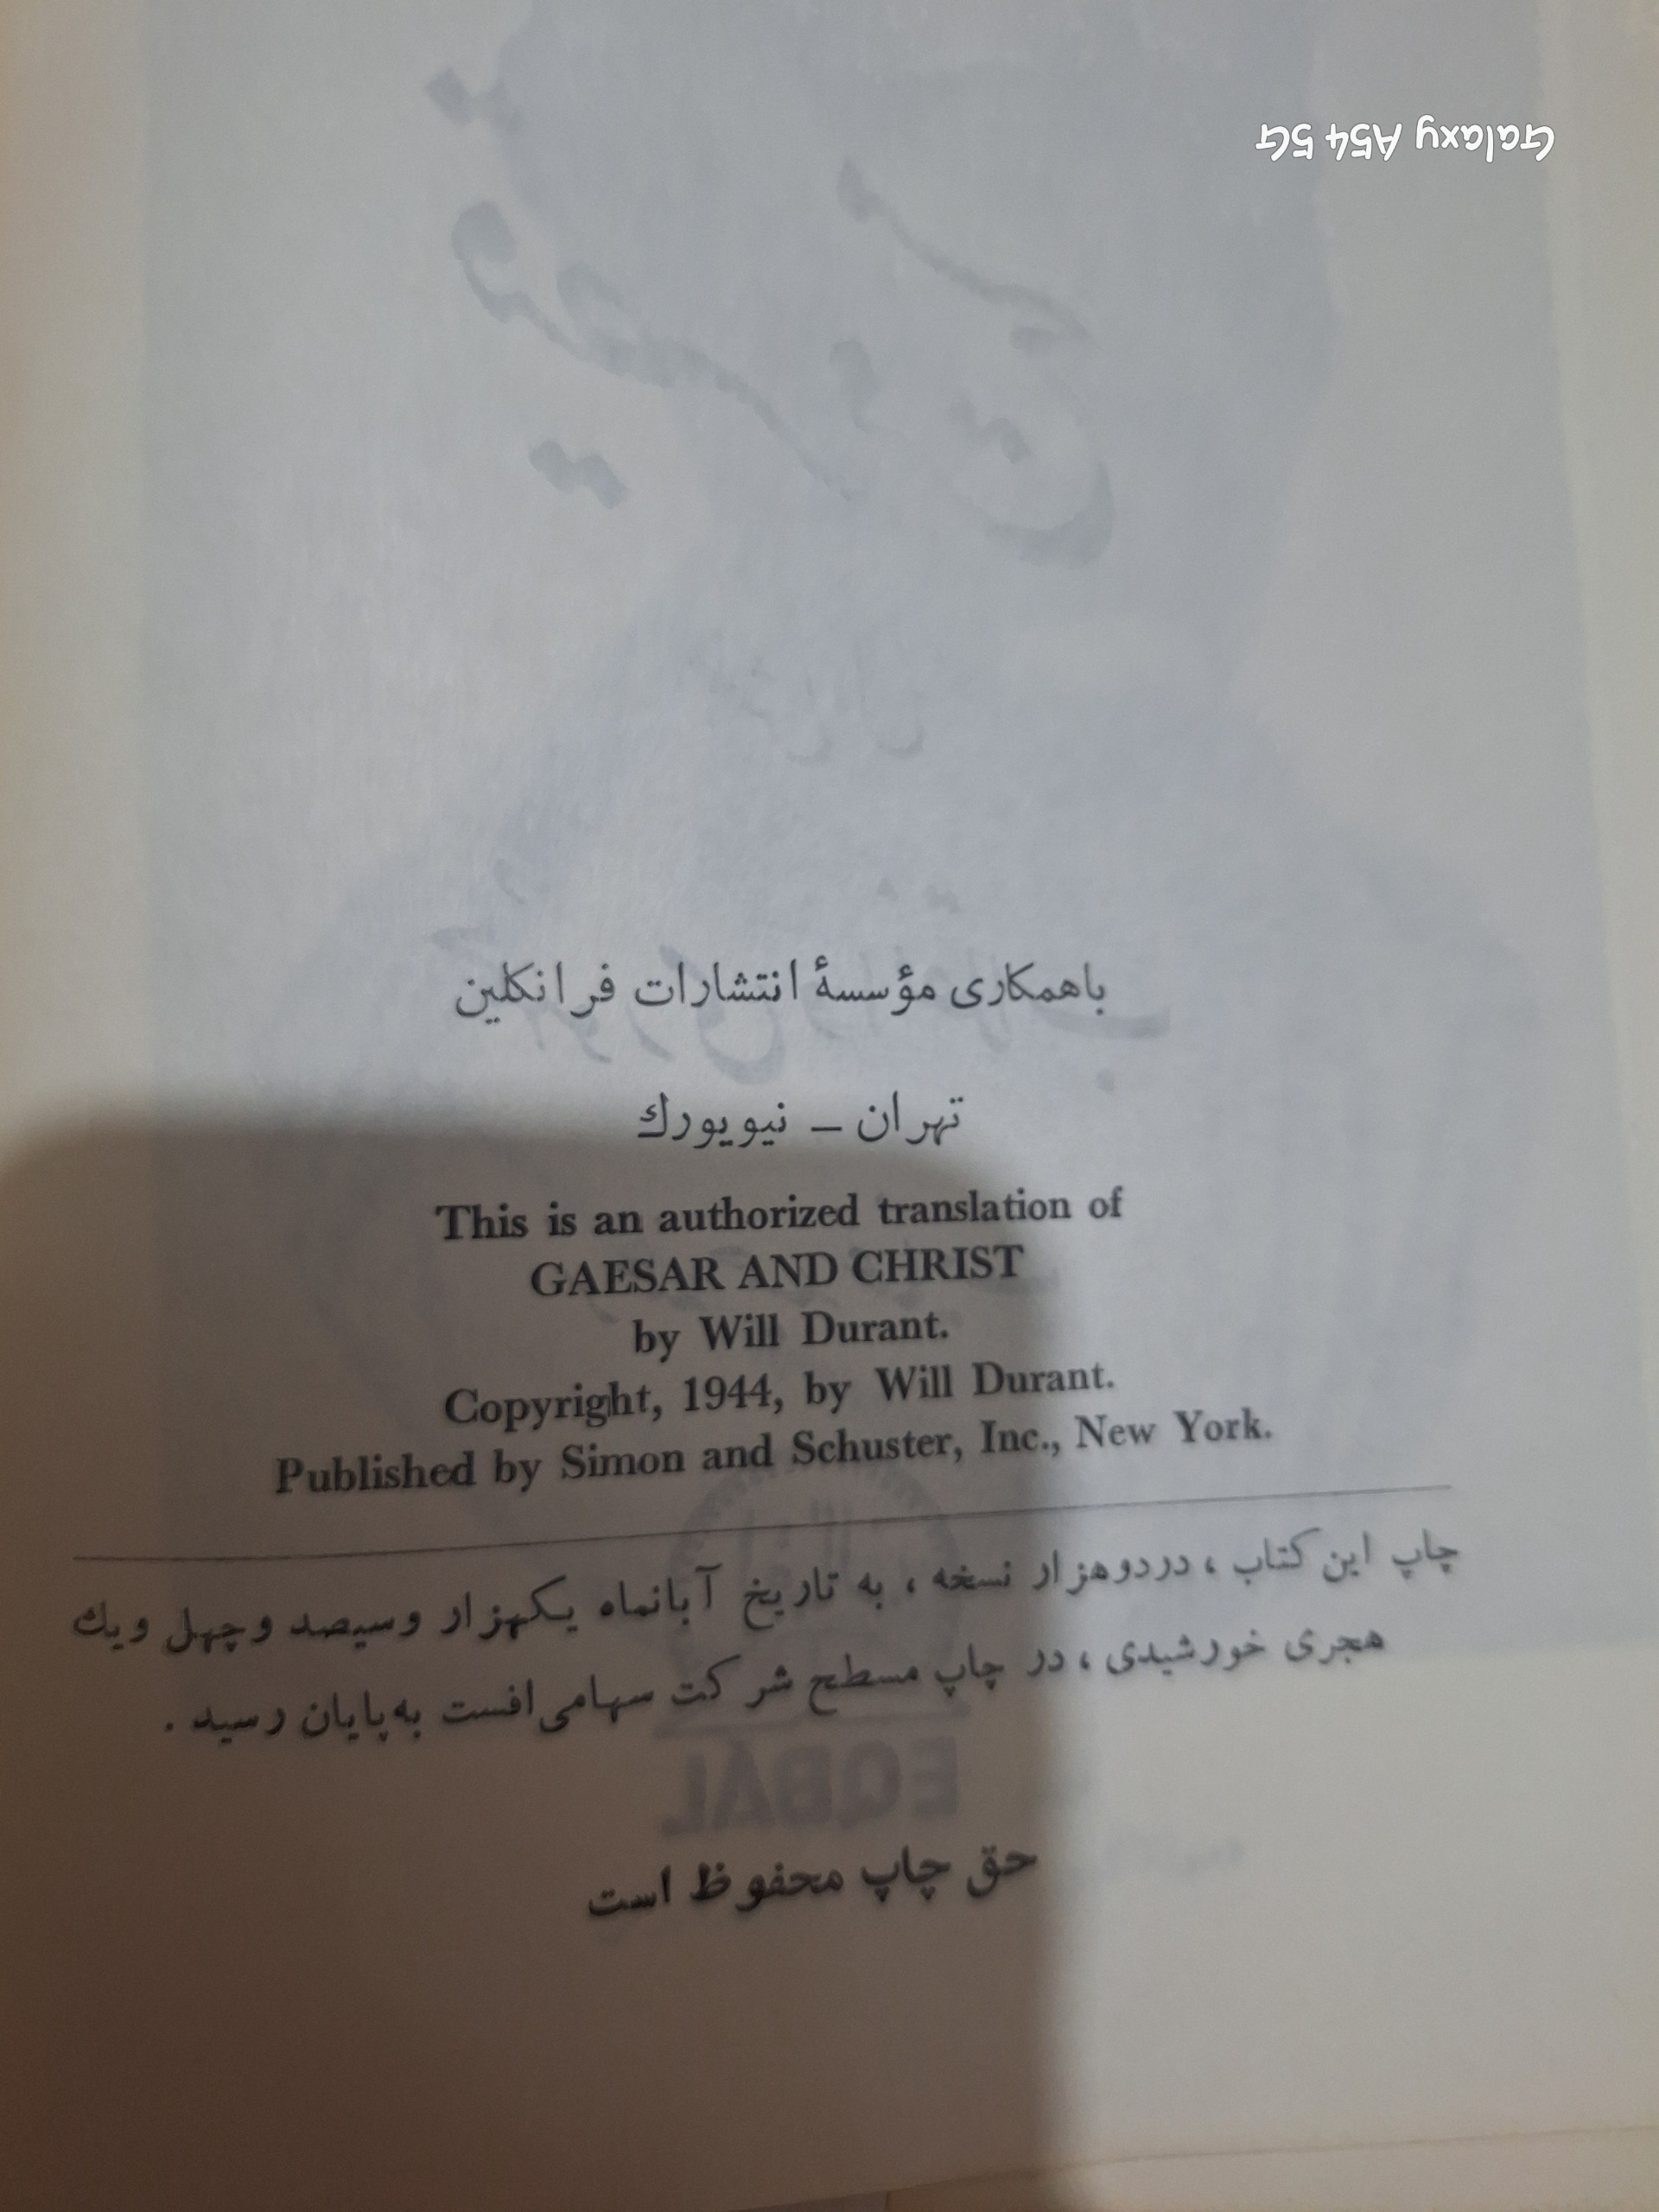 Galaxy A54 5G
باهمکاری مؤسسهٔ انتشارات فرانکلین
تهران – نیویورك
This is an authorized translation of
GAESAR AND CHRIST
by Will Durant.
Copyright, 1944, by Will Durant.
Published by Simon and Schuster, Inc., New York.
چاپ این کتاب ، دردوهزار نسخه ، به تاریخ آبانماه یکهزار وسیصد وچهل ویك
هجری خورشیدی ، در چاپ مسطح شرکت سهامی‌افست به‌پایان رسید .
EQBAL
حق چاپ محفوظ است